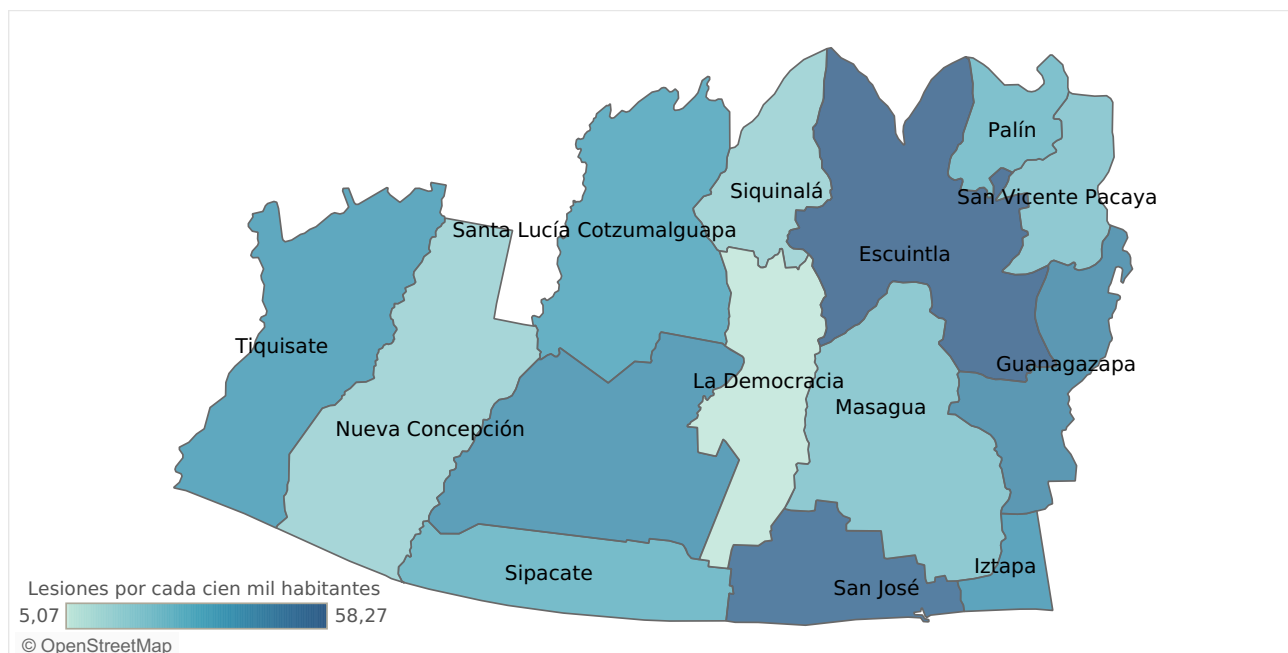 Palín
Siquinalá
San Vicente Pacaya
Santa Lucía Cotzumalguapa
Escuintla
Tiquisate
Guanagazapa
La Democracia
Masagua
Nueva Concepción
Iztapa
Sipacate
San José
Lesiones por cada cien mil habitantes
5,07 58,27
© OpenStreetMap